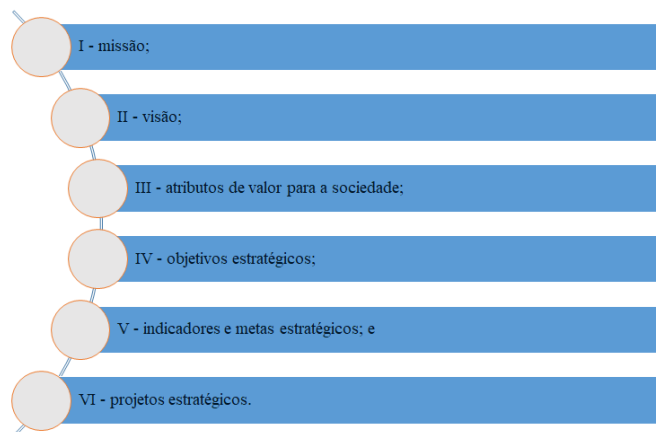 I - missão;
II - visão;
III - atributos de valor para a sociedade;
IV - objetivos estratégicos;
V - indicadores e metas estratégicos; e
VI - projetos estratégicos.